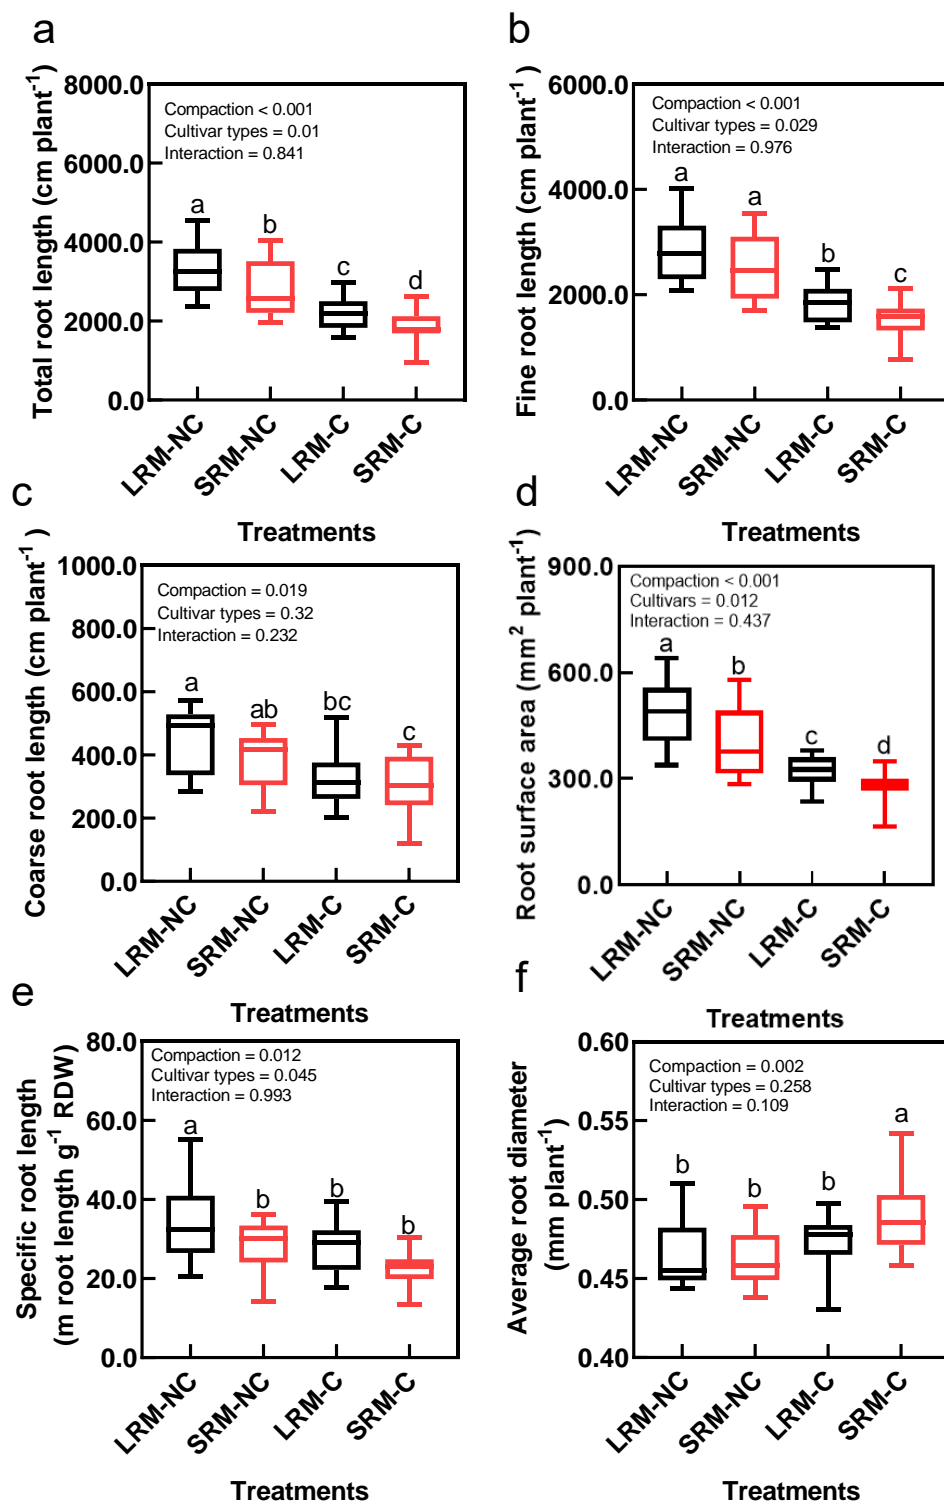 a
Total root length (cm plant⁻¹)
8000.0
6000.0
4000.0
2000.0
0.0
Compaction < 0.001
Cultivar types = 0.01
Interaction = 0.841
a
b
c
d
LRM-NC
SRM-NC
LRM-C
SRM-C
Treatments
b
Fine root length (cm plant⁻¹)
6000.0
4000.0
2000.0
0.0
Compaction < 0.001
Cultivar types = 0.029
Interaction = 0.976
a
a
b
c
LRM-NC
SRM-NC
LRM-C
SRM-C
Treatments
c
Coarse root length (cm plant⁻¹)
1000.0
800.0
600.0
400.0
200.0
0.0
Compaction = 0.019
Cultivar types = 0.32
Interaction = 0.232
a
ab
bc
c
LRM-NC
SRM-NC
LRM-C
SRM-C
Treatments
d
Root surface area (mm² plant⁻¹)
900.0
600.0
300.0
0.0
Compaction < 0.001
Cultivars = 0.012
Interaction = 0.437
a
b
c
d
LRM-NC
SRM-NC
LRM-C
SRM-C
Treatments
e
Specific root length
(m root length g⁻¹ RDW)
80.0
60.0
40.0
20.0
0.0
Compaction = 0.012
Cultivar types = 0.045
Interaction = 0.993
a
b
b
b
LRM-NC
SRM-NC
LRM-C
SRM-C
Treatments
f
Average root diameter
(mm plant⁻¹)
0.60
0.55
0.50
0.45
0.40
Compaction = 0.002
Cultivar types = 0.258
Interaction = 0.109
b
b
b
a
LRM-NC
SRM-NC
LRM-C
SRM-C
Treatments